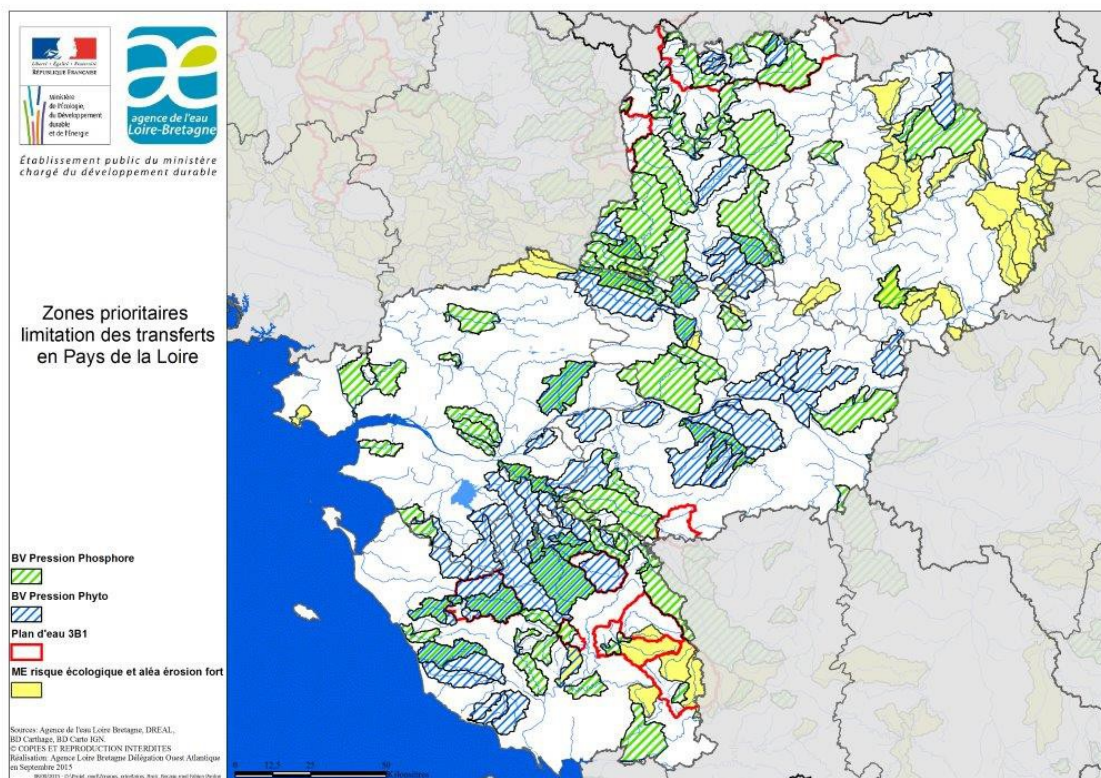 Liberté • Égalité • Fraternité
RÉPUBLIQUE FRANÇAISE
Ministère
de l'Écologie,
du Développement
durable
et de l'Énergie
æ
agence de l'eau
Loire-Bretagne
Établissement public du ministère
chargé du développement durable
Zones prioritaires
limitation des transferts
en Pays de la Loire
BV Pression Phosphore
BV Pression Phyto
Plan d'eau 3B1
ME risque écologique et aléa érosion fort
Sources: Agence de l'eau Loire Bretagne, DREAL,
BD Carthage, BD Carto IGN.
© COPIES ET REPRODUCTION INTERDITES
Réalisation: Agence Loire Bretagne Délégation Ouest Atlantique
en Septembre 2015
0 12,5 25 50
Kilomètres